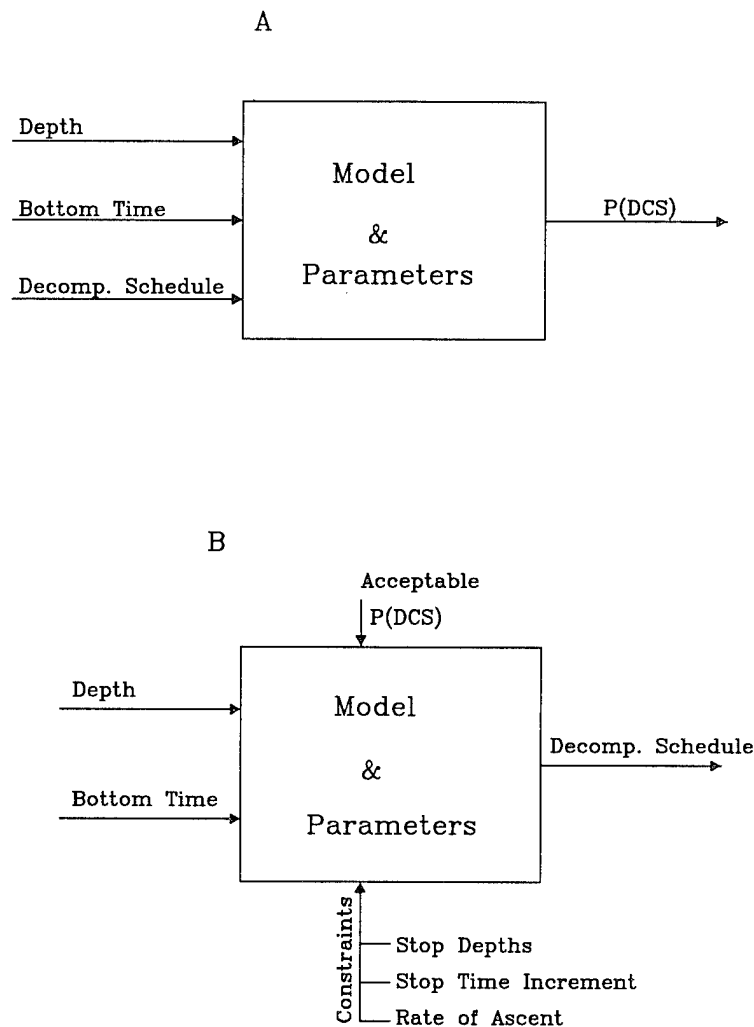 A
Depth
Bottom Time
Decomp. Schedule
Model
&
Parameters
P(DCS)
B
Acceptable
P(DCS)
Depth
Bottom Time
Model
&
Parameters
Decomp. Schedule
Constraints
Stop Depths
Stop Time Increment
Rate of Ascent